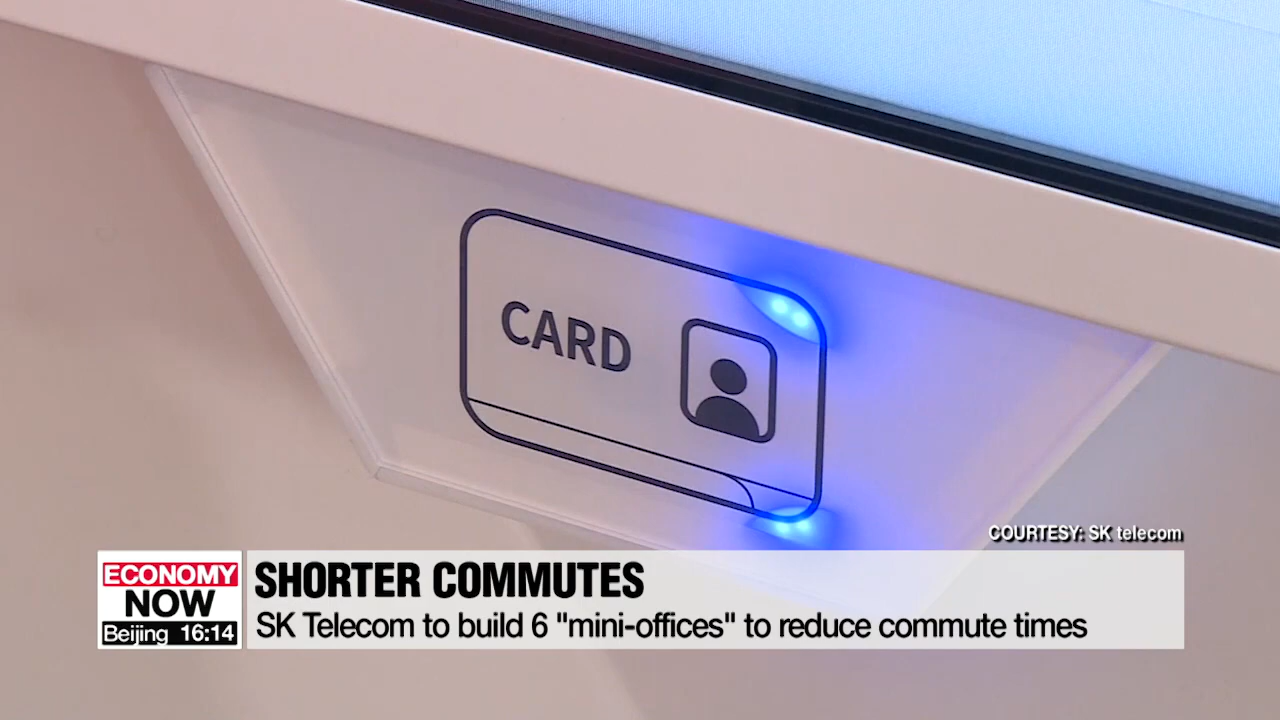 CARD
COURTESY: SK telecom
ECONOMY
NOW
Beijing 16:14
SHORTER COMMUTES
SK Telecom to build 6 "mini-offices" to reduce commute times